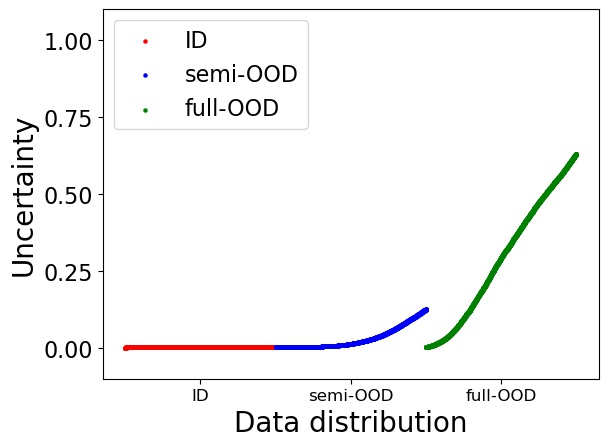 1.00
0.75
0.50
0.25
0.00
Uncertainty
ID
semi-OOD
full-OOD
ID semi-OOD full-OOD
Data distribution